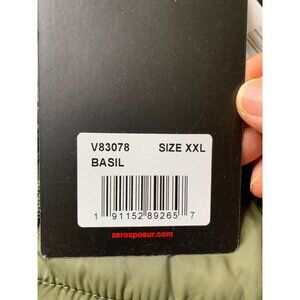 V83078 SIZE XXL
BASIL
1 91152 89265 7
zeroxposur.com